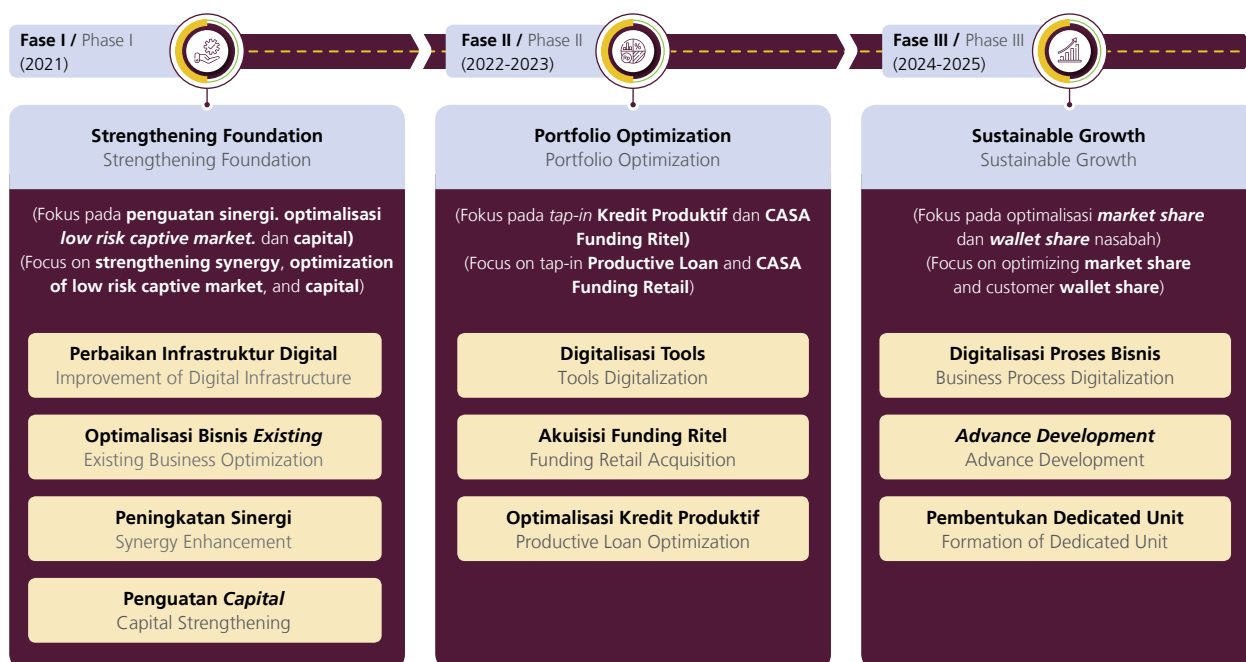 Fase I / Phase I
(2021)
Strengthening Foundation
Strengthening Foundation
(Fokus pada penguatan sinergi. optimalisasi
low risk captive market. dan capital)
(Focus on strengthening synergy, optimization
of low risk captive market, and capital)
Perbaikan Infrastruktur Digital
Improvement of Digital Infrastructure
Optimalisasi Bisnis Existing
Existing Business Optimization
Peningkatan Sinergi
Synergy Enhancement
Penguatan Capital
Capital Strengthening
Fase II / Phase II
(2022-2023)
Portfolio Optimization
Portfolio Optimization
(Fokus pada tap-in Kredit Produktif dan CASA
Funding Ritel)
(Focus on tap-in Productive Loan and CASA
Funding Retail)
Digitalisasi Tools
Tools Digitalization
Akuisisi Funding Ritel
Funding Retail Acquisition
Optimalisasi Kredit Produktif
Productive Loan Optimization
Fase III / Phase III
(2024-2025)
Sustainable Growth
Sustainable Growth
(Fokus pada optimalisasi market share
dan wallet share nasabah)
(Focus on optimizing market share
and customer wallet share)
Digitalisasi Proses Bisnis
Business Process Digitalization
Advance Development
Advance Development
Pembentukan Dedicated Unit
Formation of Dedicated Unit